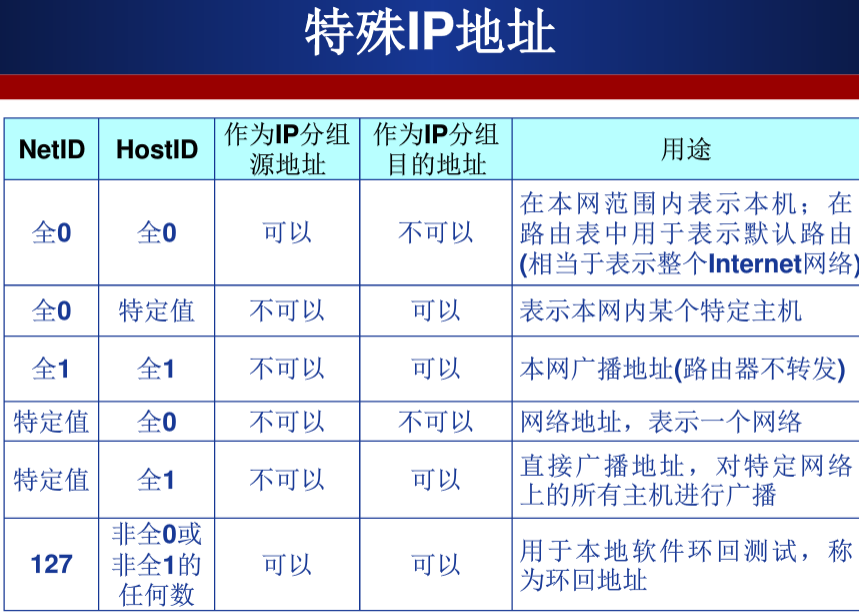 特殊IP地址
NetID
HostID
作为IP分组
源地址
作为IP分组
目的地址
用途
全0
全0
可以
不可以
在本网范围内表示本机；在
路由表中用于表示默认路由
(相当于表示整个Internet网络)
全0
特定值
不可以
可以
表示本网内某个特定主机
全1
全1
不可以
可以
本网广播地址(路由器不转发)
特定值
全0
不可以
不可以
网络地址，表示一个网络
特定值
全1
不可以
可以
直接广播地址，对特定网络
上的所有主机进行广播
127
非全0或
非全1的
任何数
可以
可以
用于本地软件环回测试，称
为环回地址